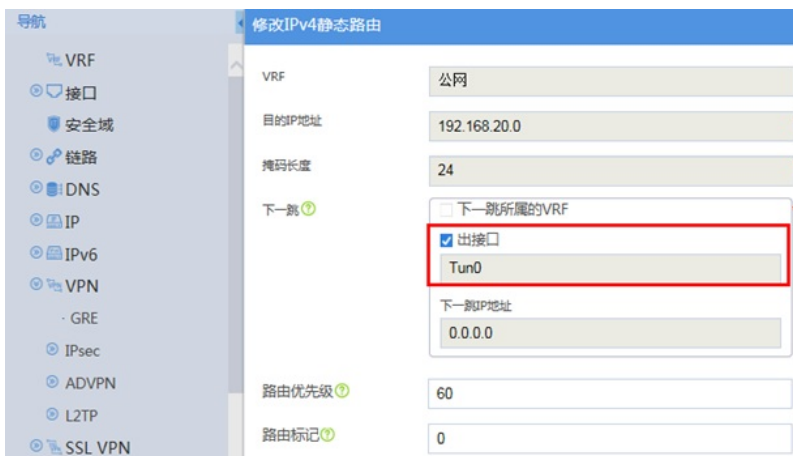 导航
VRF
接口
安全域
链路
DNS
IP
IPv6
VPN
· GRE
IPsec
ADVPN
L2TP
SSL VPN
修改IPv4静态路由
VRF
公网
目的IP地址
192.168.20.0
掩码长度
24
下一跳
下一跳所属的VRF
出接口
Tun0
下一跳IP地址
0.0.0.0
路由优先级
60
路由标记
0